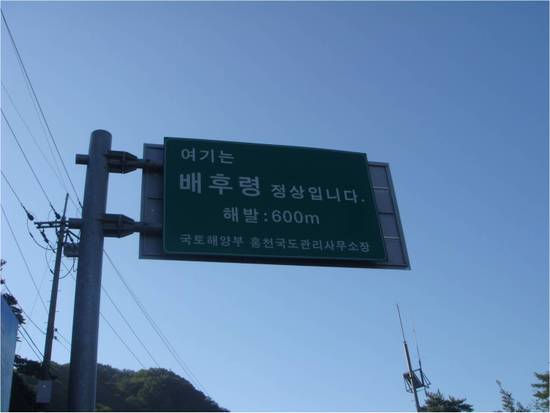 여기는
배후령 정상입니다.
해발 : 600m
국토해양부 홍천국도관리사무소장